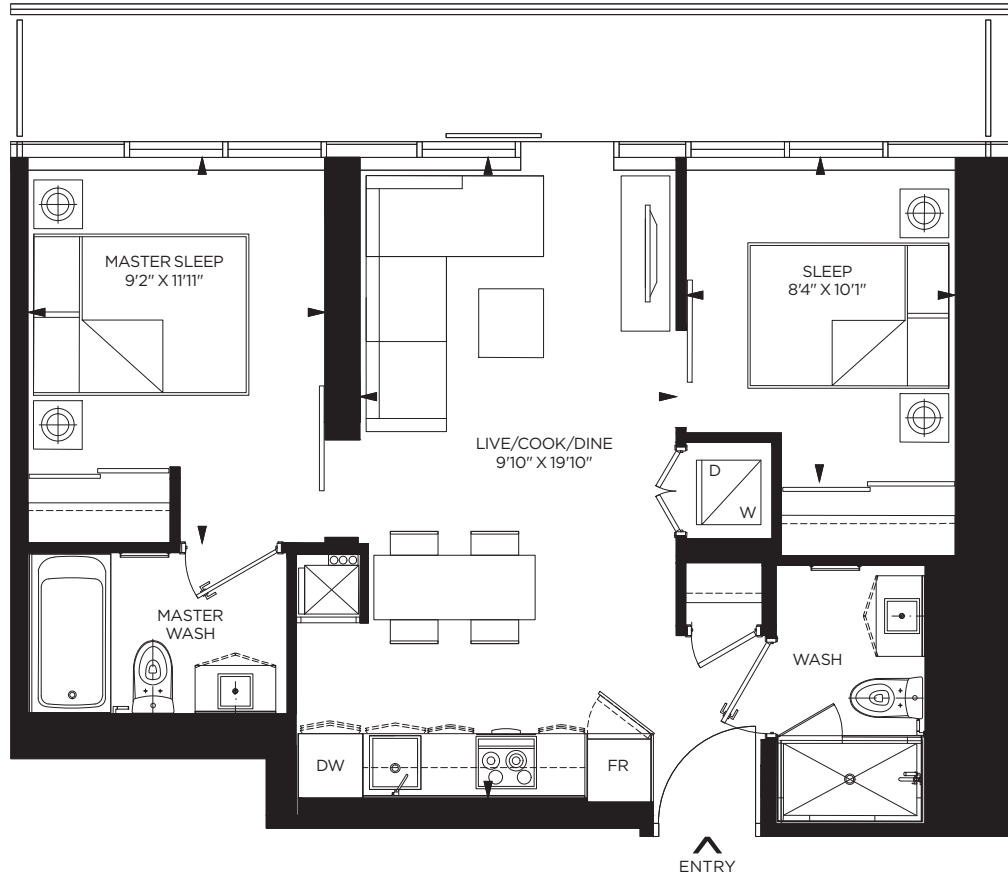 MASTER SLEEP
9'2" X 11'11"
SLEEP
8'4" X 10'1"
LIVE/COOK/DINE
9'10" X 19'10"
D
W
MASTER
WASH
WASH
DW
FR
ENTRY